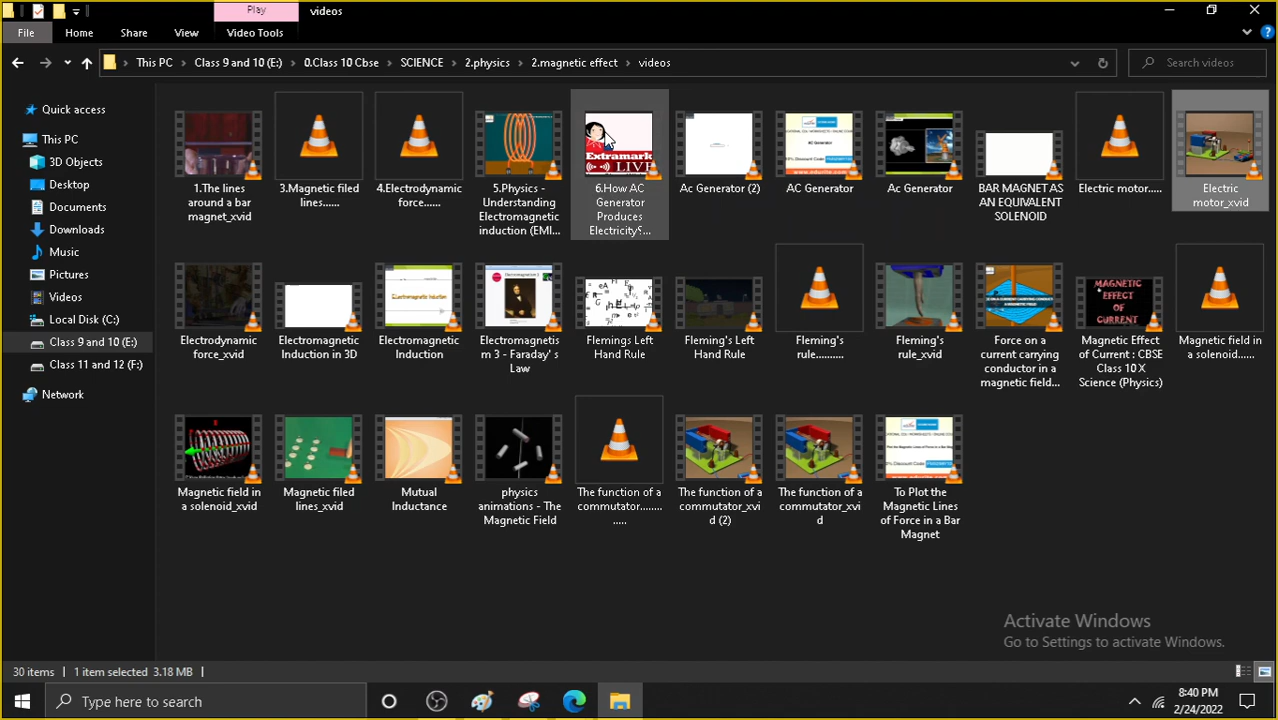 Play
videos
File
Home
Share
View
Video Tools
This PC
Class 9 and 10 (E:)
0.Class 10 Cbse
SCIENCE
2.physics
2.magnetic effect
videos
Search videos
Quick access
This PC
3D Objects
Desktop
Documents
Downloads
Music
Pictures
Videos
Local Disk (C:)
Class 9 and 10 (E:)
Class 11 and 12 (F:)
Network
1.The lines
around a bar
magnet_xvid
3.Magnetic filed
lines......
4.Electrodynamic
force......
5.Physics -
Understanding
Electromagnetic
induction (EMI...
Extramark
LIVE
6.How AC
Generator
Produces
Electricity؟...
Ac Generator (2)
AC Generator
AC Generator
Ac Generator
BAR MAGNET AS
AN EQUIVALENT
SOLENOID
Electric motor.....
Electric
motor_xvid
Electrodynamic
force_xvid
Electromagnetic
Induction in 3D
Electromagnetic Induction
Electromagnetic
Induction
Electromagnetis
m 3 - Faraday' s
Law
Flemings Left
Hand Rule
Fleming's Left
Hand Rule
Fleming's
rule..........
Fleming's
rule_xvid
Force on a
current carrying
conductor in a
magnetic field...
MAGNETIC
EFFECT
OF
CURRENT
Magnetic Effect
of Current : CBSE
Class 10 X
Science (Physics)
Magnetic field in
a solenoid......
Magnetic field in
a solenoid_xvid
Magnetic filed
lines_xvid
Mutual
Inductance
physics
animations - The
Magnetic Field
The function of a
commutator........
.....
The function of a
commutator_xvi
d (2)
The function of a
commutator_xvi
d
To Plot the
Magnetic Lines
of Force in a Bar
Magnet
Activate Windows
Go to Settings to activate Windows.
30 items
1 item selected 3.18 MB
Type here to search
8:40 PM
2/24/2022